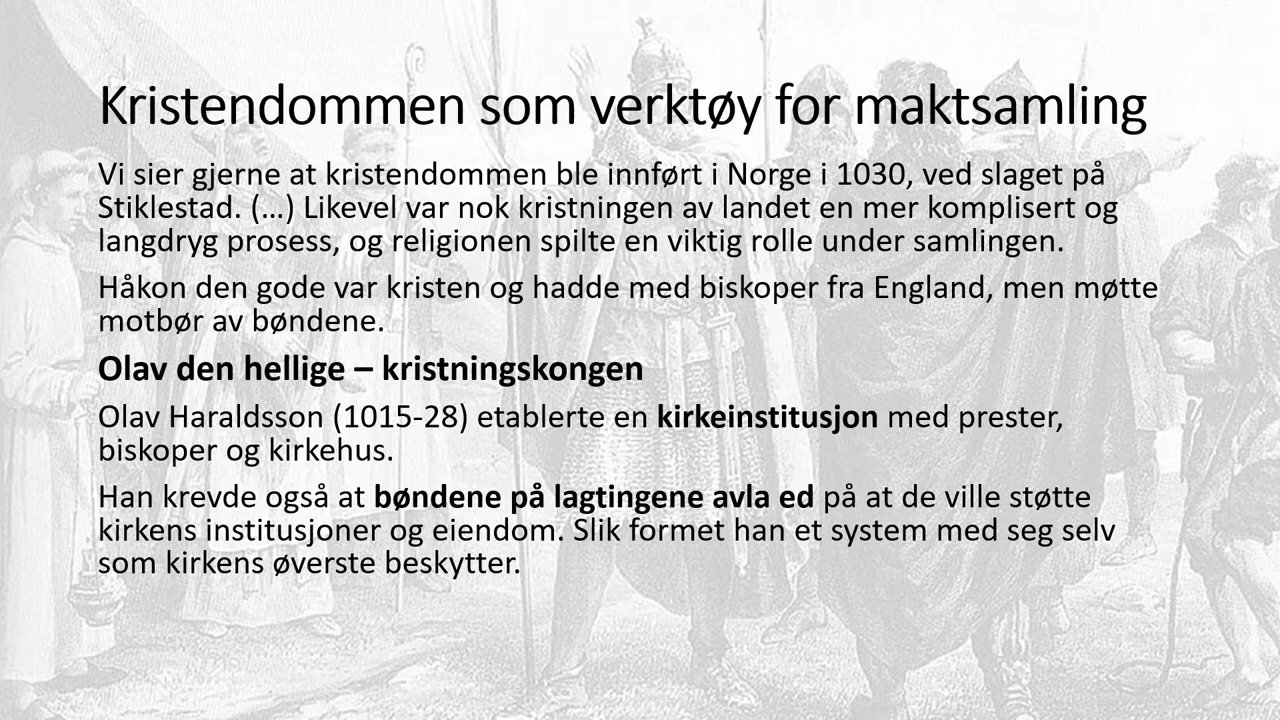 Kristendommen som verktøy for maktsamling
Vi sier gjerne at kristendommen ble innført i Norge i 1030, ved slaget på
Stiklestad. (…) Likevel var nok kristningen av landet en mer komplisert og
langdryg prosess, og religionen spilte en viktig rolle under samlingen.
Håkon den gode var kristen og hadde med biskoper fra England, men møtte
motbør av bøndene.
Olav den hellige – kristningskongen
Olav Haraldsson (1015-28) etablerte en kirkeinstitusjon med prester,
biskoper og kirkehus.
Han krevde også at bøndene på lagtingene avla ed på at de ville støtte
kirkens institusjoner og eiendom. Slik formet han et system med seg selv
som kirkens øverste beskytter.